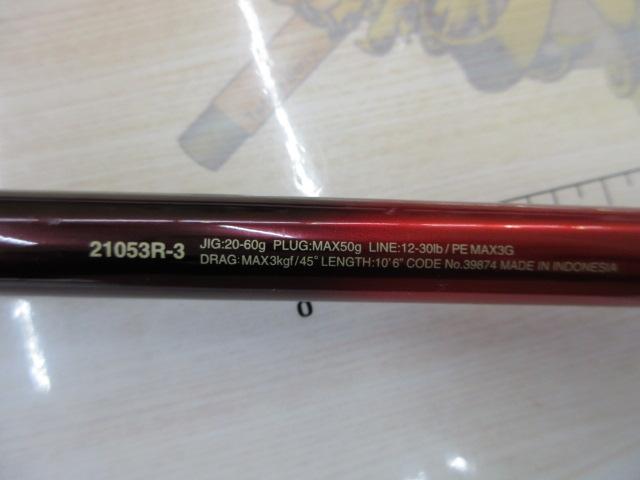 21053R-3
JIG:20-60g PLUG:MAX50g LINE:12-30lb/PE MAX3G
DRAG:MAX3kgf/45° LENGTH:10'6" CODE No.39874 MADE IN INDONESIA
0